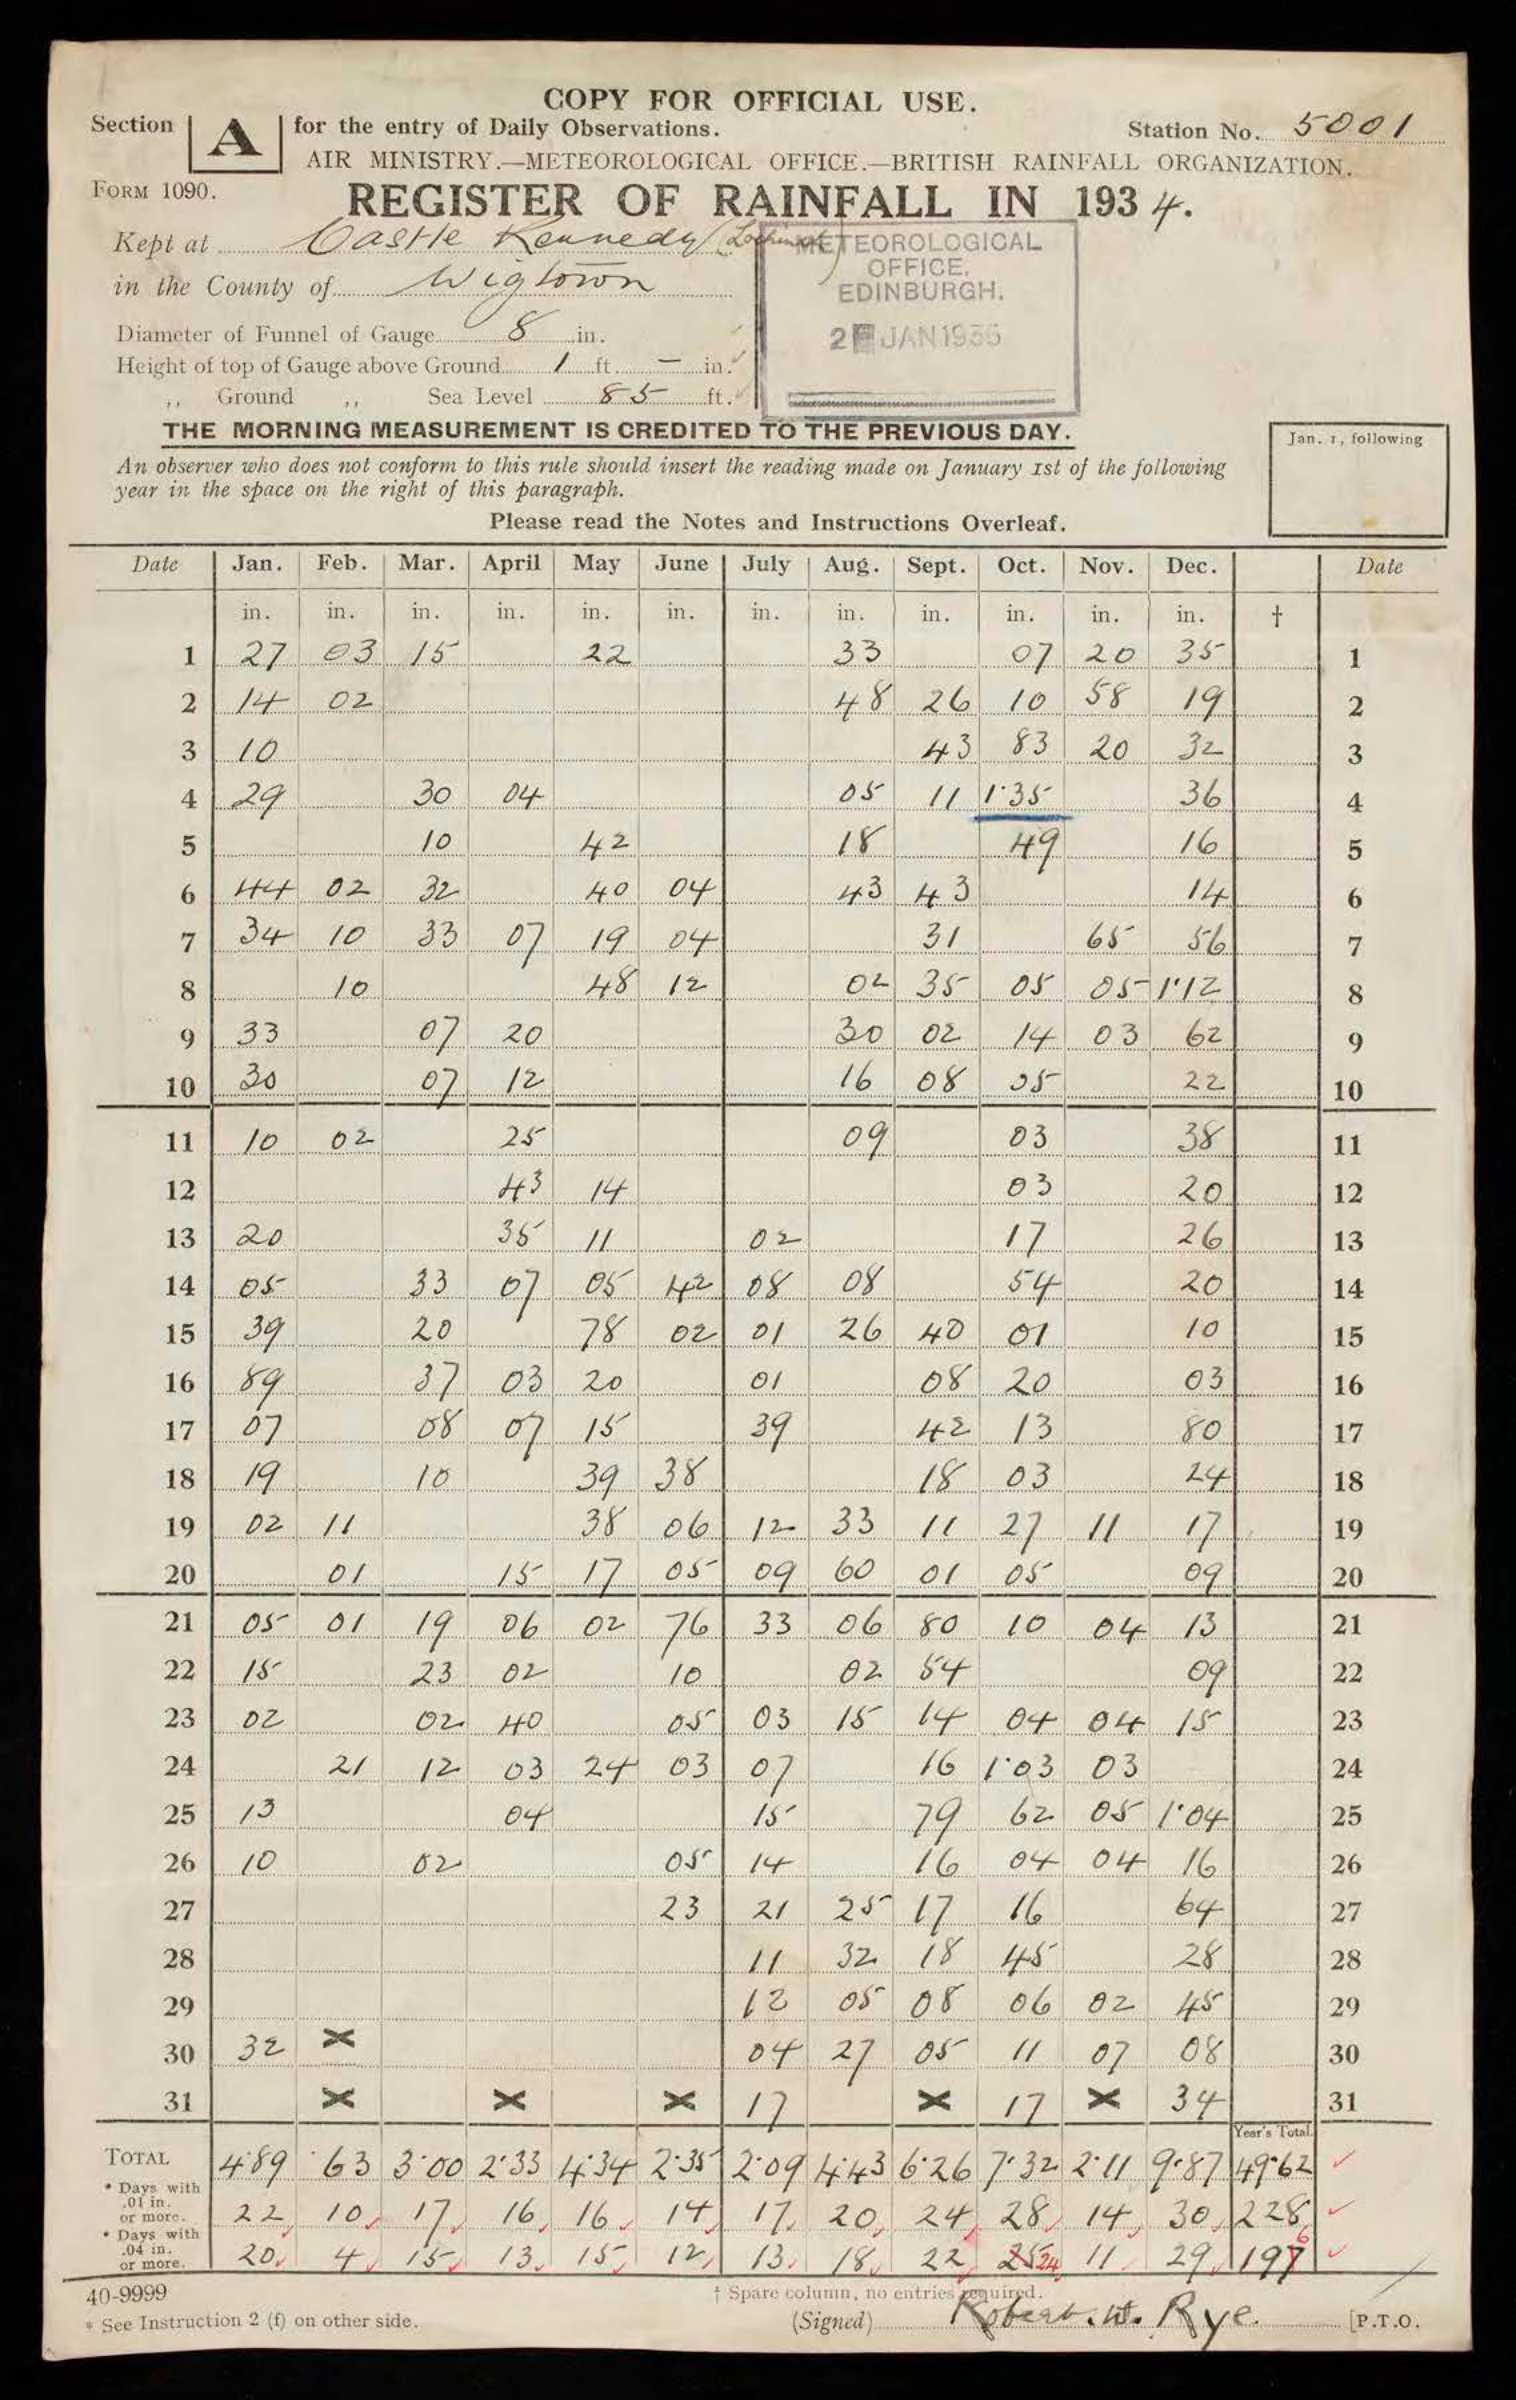 COPY FOR OFFICIAL USE.
Section A for the entry of Daily Observations. Station No. 5001
AIR MINISTRY.—METEOROLOGICAL OFFICE.—BRITISH RAINFALL ORGANIZATION.
FORM 1090. REGISTER OF RAINFALL IN 1934.
Kept at Castle Kennedy (Lochinch)
in the County of Wigtown
METEOROLOGICAL
OFFICE.
EDINBURGH.
JAN 1935
Diameter of Funnel of Gauge 8 in.
Height of top of Gauge above Ground 1 ft. — in.
,, Ground ,, Sea Level 85 ft.
THE MORNING MEASUREMENT IS CREDITED TO THE PREVIOUS DAY.
An observer who does not conform to this rule should insert the reading made on January 1st of the following
year in the space on the right of this paragraph.
Jan. 1, following
Please read the Notes and Instructions Overleaf.
Date Jan. Feb. Mar. April May June July Aug. Sept. Oct. Nov. Dec. Date
in. in. in. in. in. in. in. in. in. in. in. in. †
1 27 03 15 22 33 07 20 35 1
2 14 02 48 26 10 58 19 2
3 10 43 83 20 32 3
4 29 30 04 05 11 1·35 36 4
5 10 42 18 49 16 5
6 44 02 32 40 04 43 43 14 6
7 34 10 33 07 19 04 31 65 56 7
8 10 48 12 02 35 05 05 1·12 8
9 33 07 20 30 02 14 03 62 9
10 30 07 12 16 08 05 22 10
11 10 02 25 09 03 38 11
12 43 14 03 20 12
13 20 35 11 02 17 26 13
14 05 33 07 05 42 08 08 54 20 14
15 39 20 78 02 01 26 40 01 10 15
16 89 37 03 20 01 08 20 03 16
17 07 08 07 15 39 42 13 80 17
18 19 10 39 38 18 03 24 18
19 02 11 38 06 12 33 11 27 11 17 19
20 01 15 17 05 09 60 01 05 09 20
21 05 01 19 06 02 76 33 06 80 10 04 13 21
22 15 23 02 10 02 54 09 22
23 02 02 40 05 03 15 14 04 04 15 23
24 21 12 03 24 03 07 16 1·03 03 24
25 13 04 15 79 62 05 1·04 25
26 10 02 05 14 16 04 04 16 26
27 23 21 25 17 16 64 27
28 11 32 18 45 28 28
29 12 05 08 06 02 45 29
30 32 × 04 27 05 11 07 08 30
31 × × × 17 × 17 × 34 31
Year's Total.
TOTAL 4·89 ·63 3·00 2·33 4·34 2·35 2·09 4·43 6·26 7·32 2·11 9·87 49·62
* Days with
.01 in.
or more. 22 10 17 16 16 14 17 20 24 28 14 30 228
* Days with
.04 in.
or more. 20 4 15 13 15 12 13 18 22 25 24 11 29 197 6
40-9999 † Spare column, no entries required.
* See Instruction 2 (f) on other side. (Signed) Robert. W. Rye. [P.T.O.